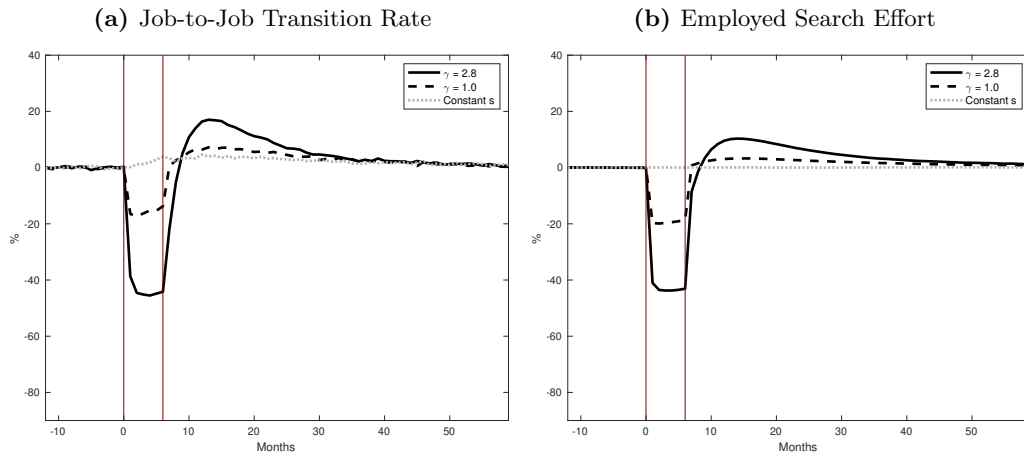 (a) Job-to-Job Transition Rate
40
20
0
-20
-40
-60
-80
%
-10 0 10 20 30 40 50
Months
γ = 2.8
γ = 1.0
Constant s
(b) Employed Search Effort
40
20
0
-20
-40
-60
-80
%
-10 0 10 20 30 40 50
Months
γ = 2.8
γ = 1.0
Constant s